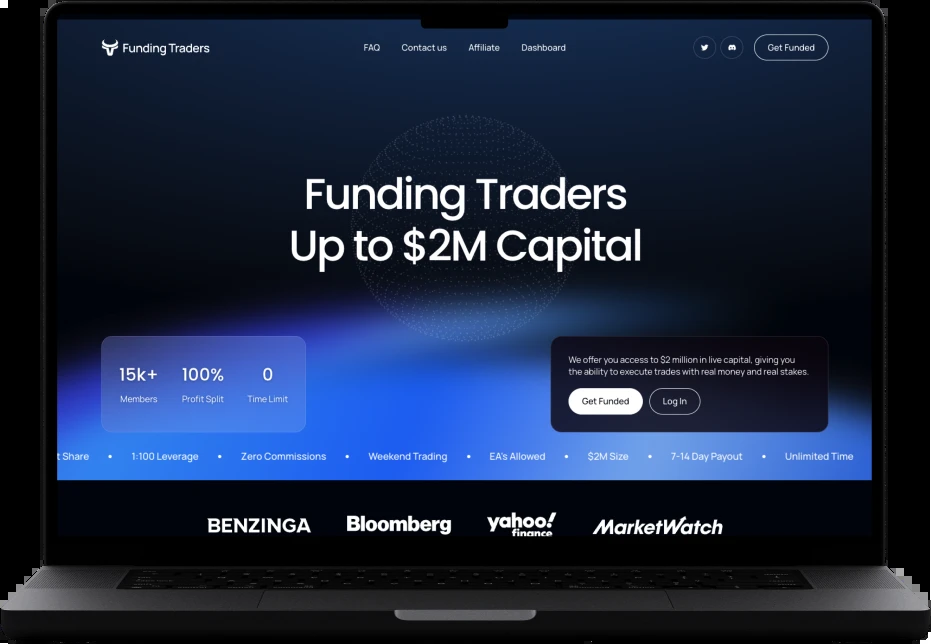 Funding Traders
FAQ Contact us Affiliate Dashboard
Get Funded
Funding Traders
Up to $2M Capital
15k+ 100% 0
Members Profit Split Time Limit
We offer you access to $2 million in live capital, giving you
the ability to execute trades with real money and real stakes.
Get Funded Log In
t Share • 1:100 Leverage • Zero Commissions • Weekend Trading • EA's Allowed • $2M Size • 7-14 Day Payout • Unlimited Time
BENZINGA Bloomberg yahoo! MarketWatch
finance